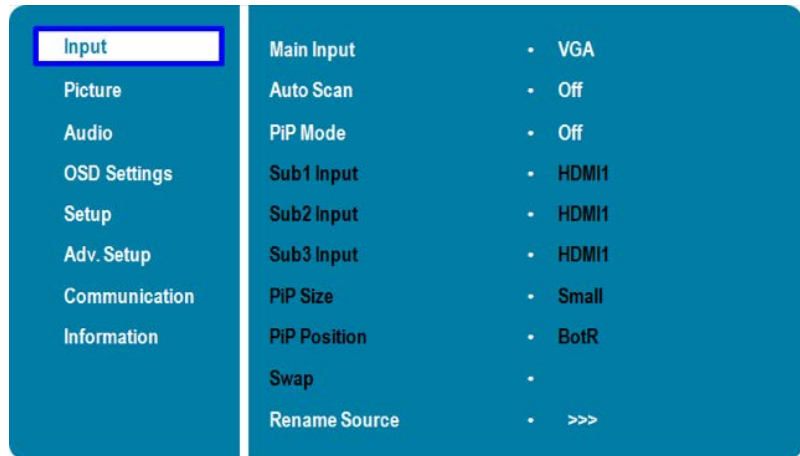 Input
Picture
Audio
OSD Settings
Setup
Adv. Setup
Communication
Information
Main Input • VGA
Auto Scan • Off
PiP Mode • Off
Sub1 Input • HDMI1
Sub2 Input • HDMI1
Sub3 Input • HDMI1
PiP Size • Small
PiP Position • BotR
Swap •
Rename Source • >>>